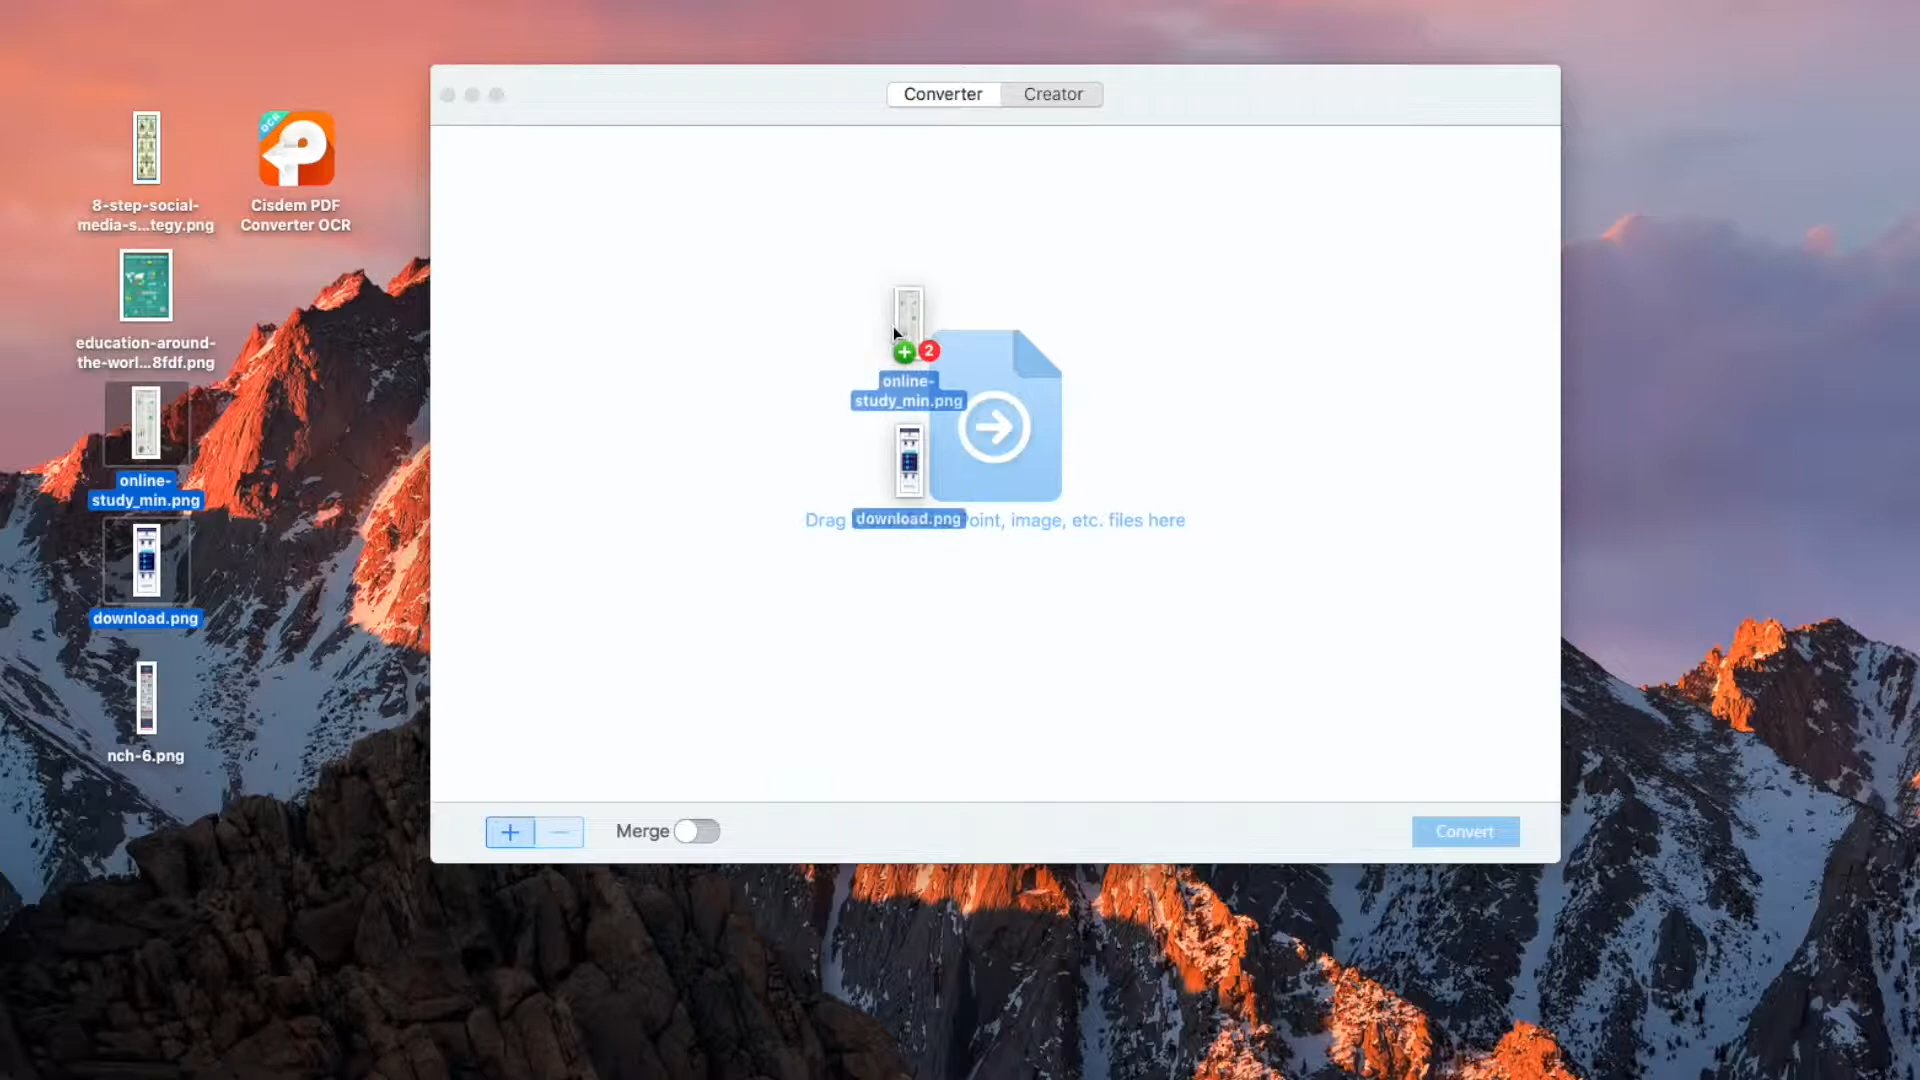 Converter
Creator
OCR
8-step-social-
media-s...tegy.png
Cisdem PDF
Converter OCR
education-around-
the-worl...8fdf.png
online-
study_min.png
download.png
nch-6.png
2
online-
study_min.png
Drag
download.png
oint, image, etc. files here
Merge
Convert